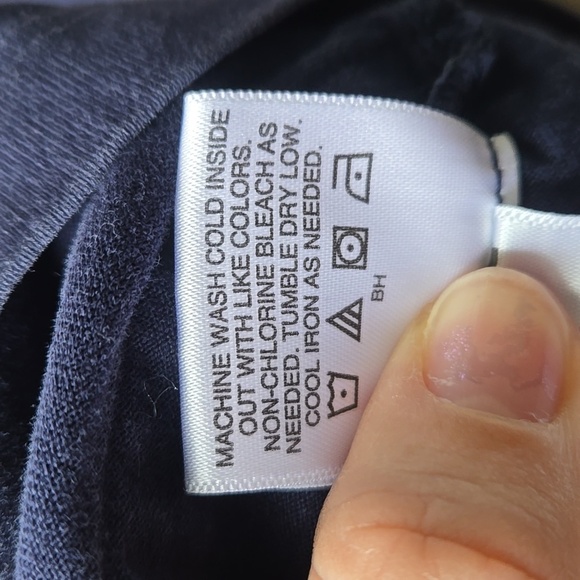 MACHINE WASH COLD INSIDE
OUT WITH LIKE COLORS.
NON-CHLORINE BLEACH AS
NEEDED. TUMBLE DRY LOW.
COOL IRON AS NEEDED.
BH